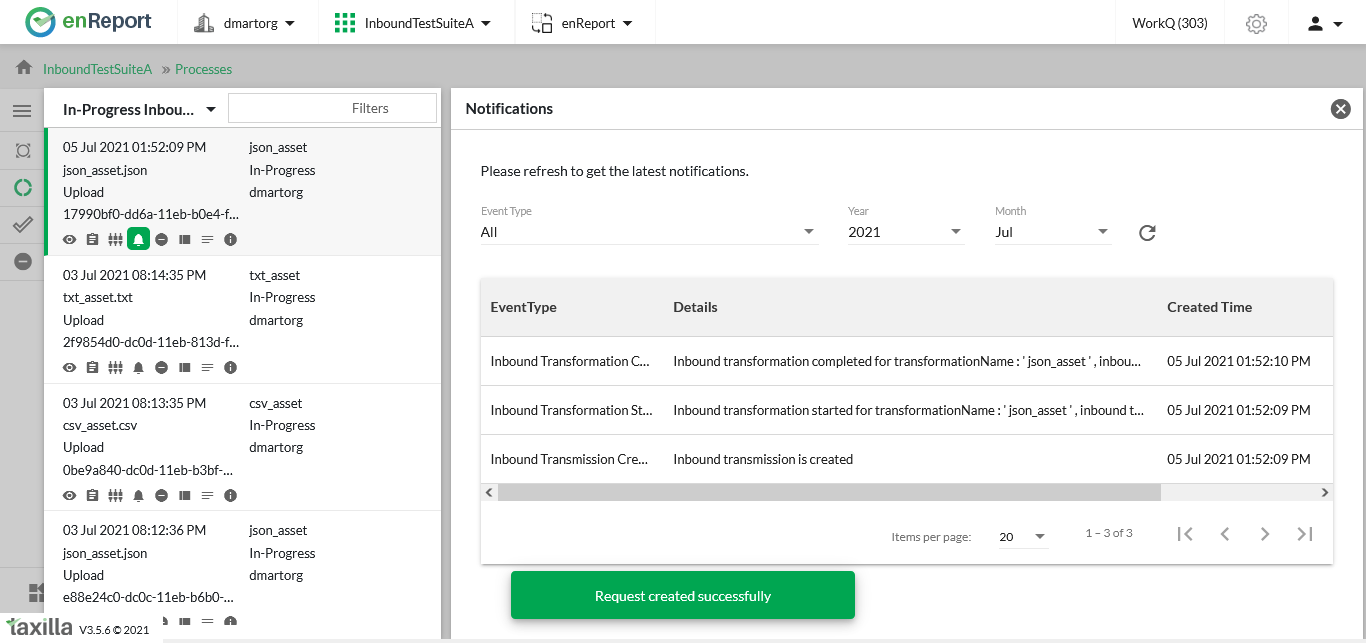 enReport
dmartorg
InboundTestSuiteA
enReport
WorkQ (303)
InboundTestSuiteA » Processes
In-Progress Inbou...
Filters
05 Jul 2021 01:52:09 PM json_asset
json_asset.json In-Progress
Upload dmartorg
17990bf0-dd6a-11eb-b0e4-f...
03 Jul 2021 08:14:35 PM txt_asset
txt_asset.txt In-Progress
Upload dmartorg
2f9854d0-dc0d-11eb-813d-f...
03 Jul 2021 08:13:35 PM csv_asset
csv_asset.csv In-Progress
Upload dmartorg
0be9a840-dc0d-11eb-b3bf-...
03 Jul 2021 08:12:36 PM json_asset
json_asset.json In-Progress
Upload dmartorg
e88e24c0-dc0c-11eb-b6b0-...
taxilla V3.5.6 © 2021
Notifications
Please refresh to get the latest notifications.
Event Type Year Month
All 2021 Jul
EventType Details Created Time
Inbound Transformation C... Inbound transformation completed for transformationName : ' json_asset ' , inbou... 05 Jul 2021 01:52:10 PM
Inbound Transformation St... Inbound transformation started for transformationName : ' json_asset ' , inbound t... 05 Jul 2021 01:52:09 PM
Inbound Transmission Cre... Inbound transmission is created 05 Jul 2021 01:52:09 PM
Items per page: 20 1 – 3 of 3
Request created successfully